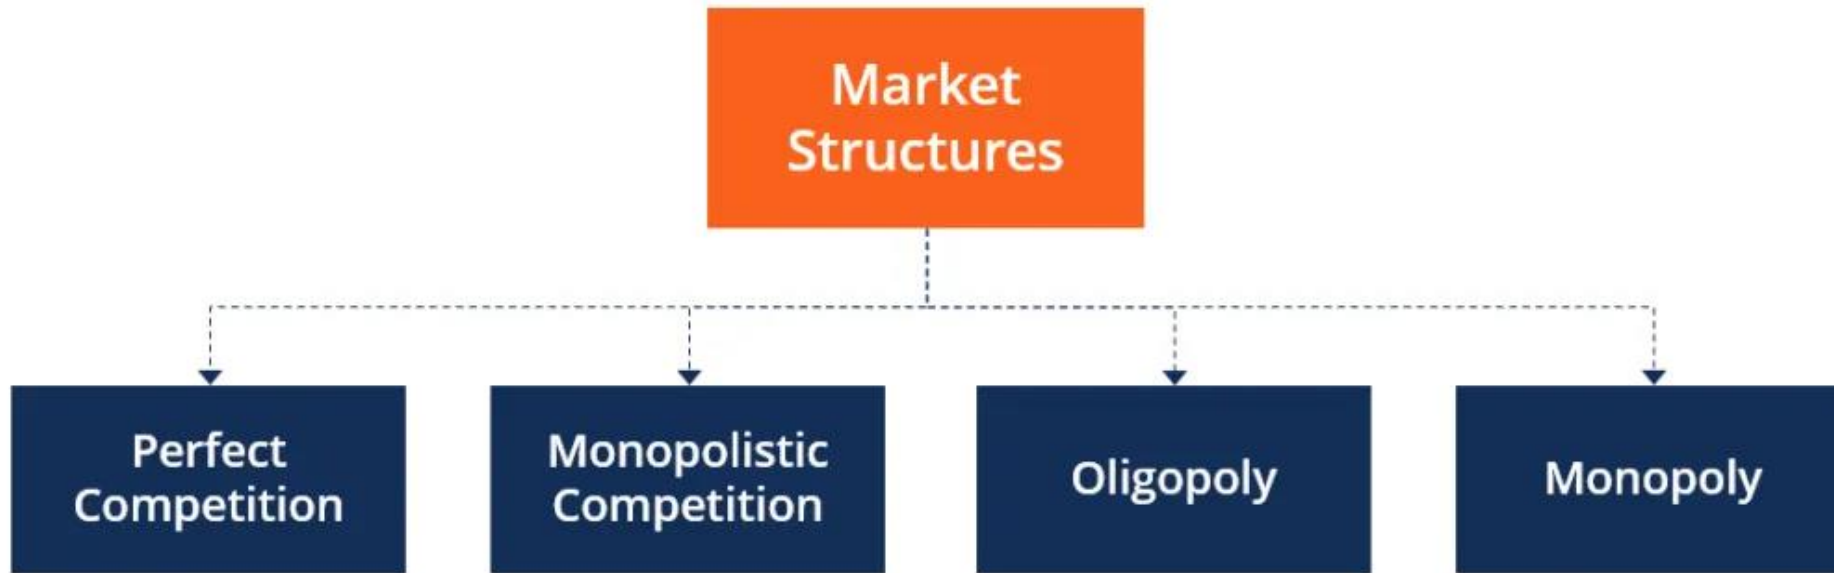 Market
Structures
Perfect
Competition
Monopolistic
Competition
Oligopoly
Monopoly